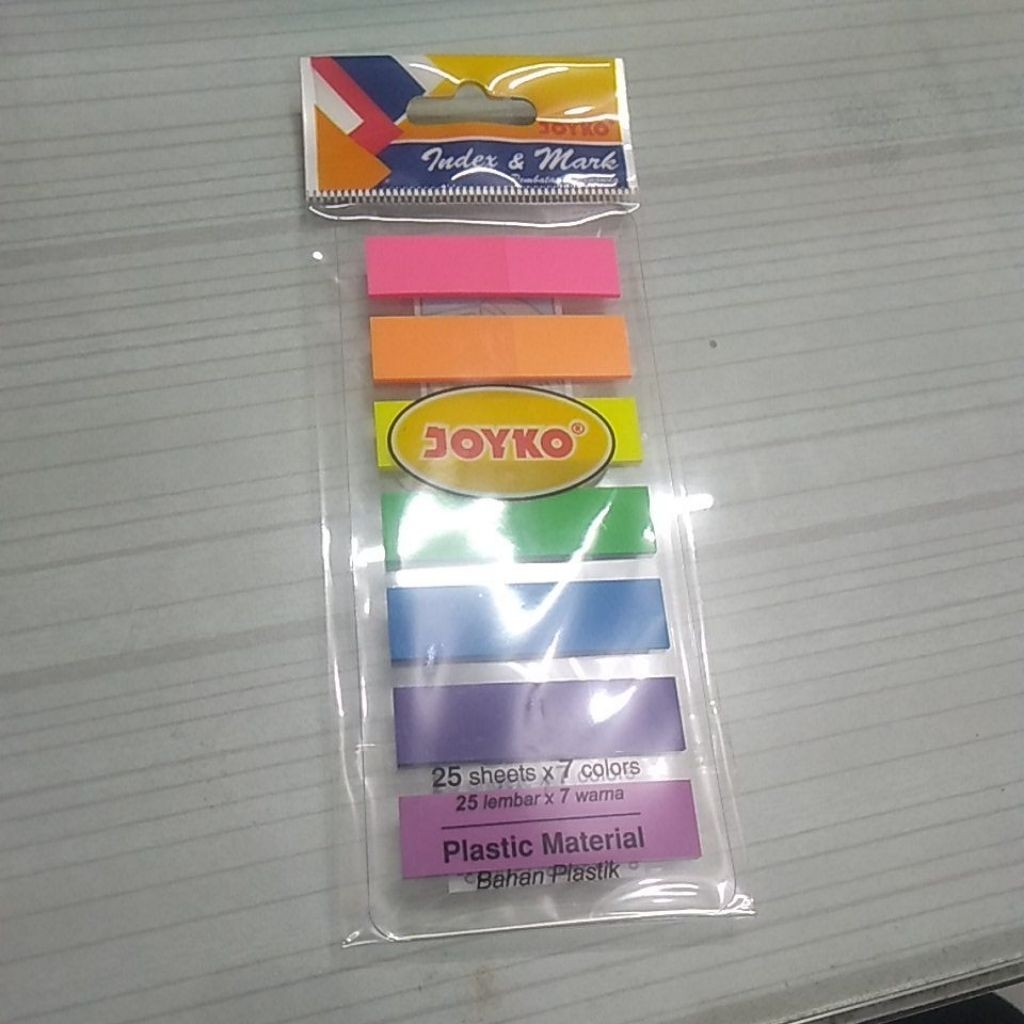 JOYKO®
Index & Mark
JOYKO®
25 sheets x 7 colors
25 lembar x 7 warna
Plastic Material
Bahan Plastik